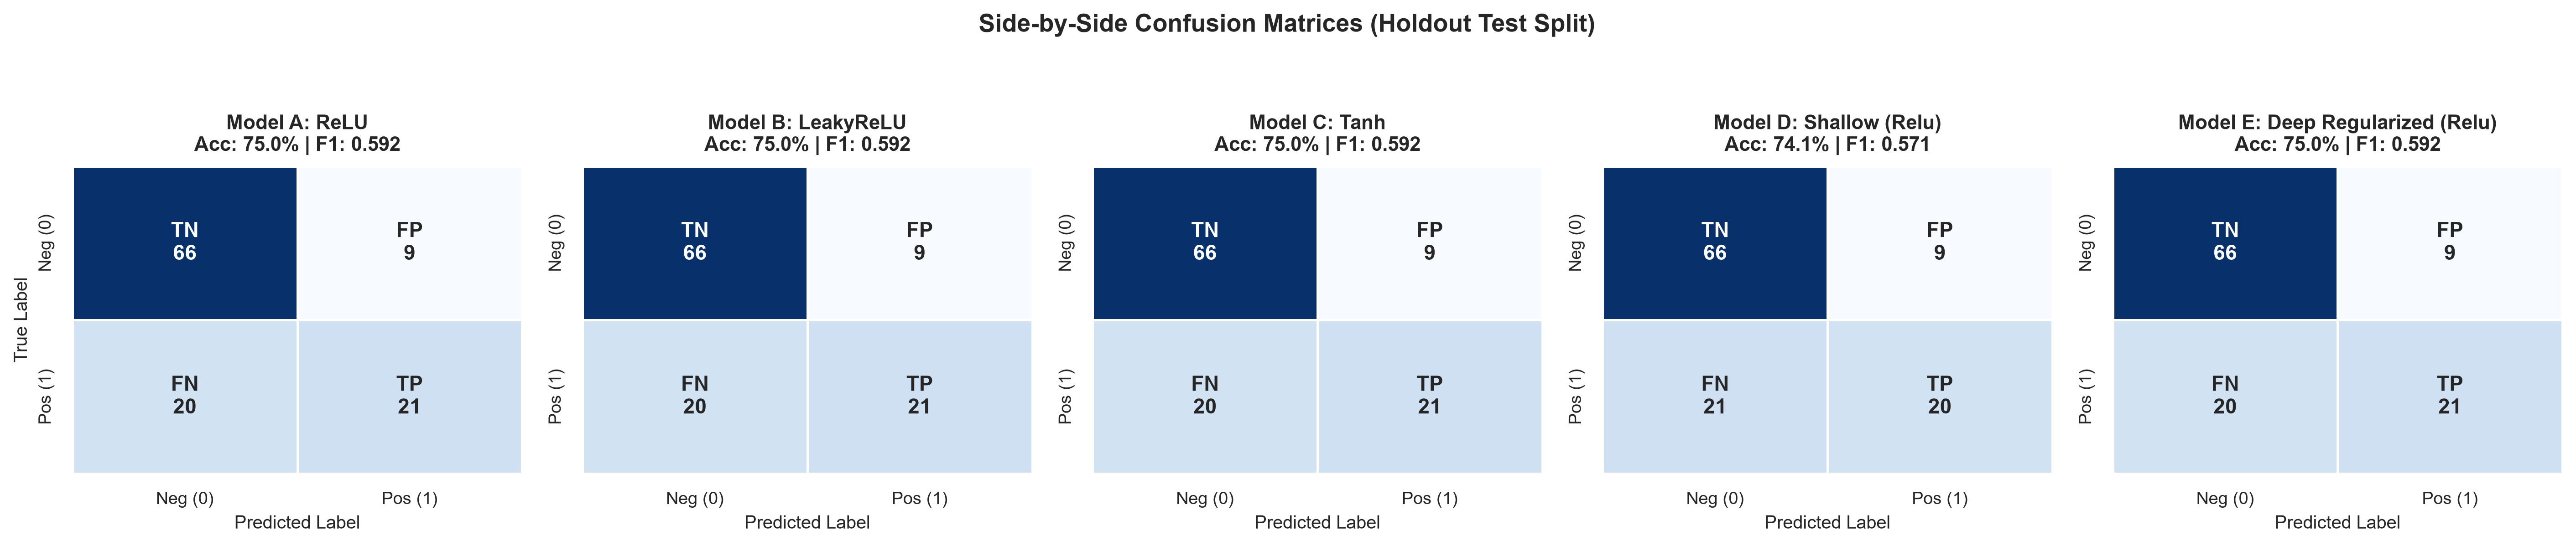 Side-by-Side Confusion Matrices (Holdout Test Split)
Model A: ReLU
Acc: 75.0% | F1: 0.592
True Label
Neg (0)
Pos (1)
TN
66
FP
9
FN
20
TP
21
Neg (0)
Pos (1)
Predicted Label
Model B: LeakyReLU
Acc: 75.0% | F1: 0.592
Neg (0)
Pos (1)
TN
66
FP
9
FN
20
TP
21
Neg (0)
Pos (1)
Predicted Label
Model C: Tanh
Acc: 75.0% | F1: 0.592
Neg (0)
Pos (1)
TN
66
FP
9
FN
20
TP
21
Neg (0)
Pos (1)
Predicted Label
Model D: Shallow (Relu)
Acc: 74.1% | F1: 0.571
Neg (0)
Pos (1)
TN
66
FP
9
FN
21
TP
20
Neg (0)
Pos (1)
Predicted Label
Model E: Deep Regularized (Relu)
Acc: 75.0% | F1: 0.592
Neg (0)
Pos (1)
TN
66
FP
9
FN
20
TP
21
Neg (0)
Pos (1)
Predicted Label